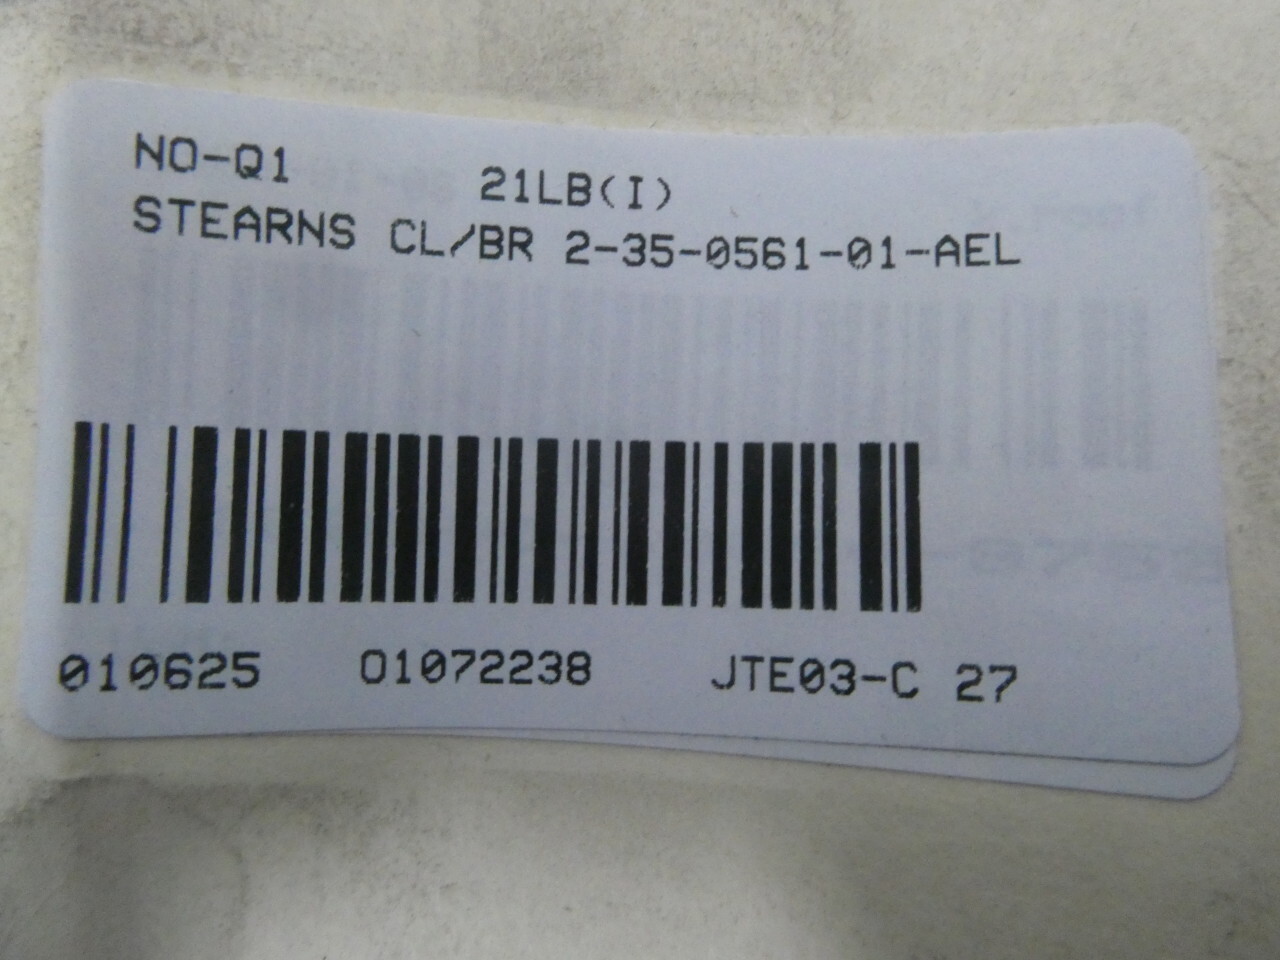 NO-Q1 21LB(I)
STEARNS CL/BR 2-35-0561-01-AEL
010625 01072238 JTE03-C 27